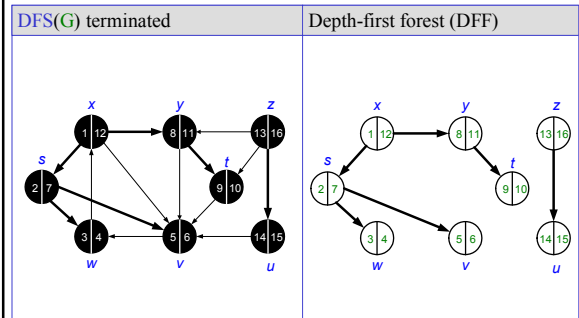 DFS(G) terminated
Depth-first forest (DFF)
x y z
1 12 8 11 13 16
s t
2 7 9 10
3 4 5 6 14 15
w v u
x y z
1 12 8 11 13 16
s t
2 7 9 10
3 4 5 6 14 15
w v u